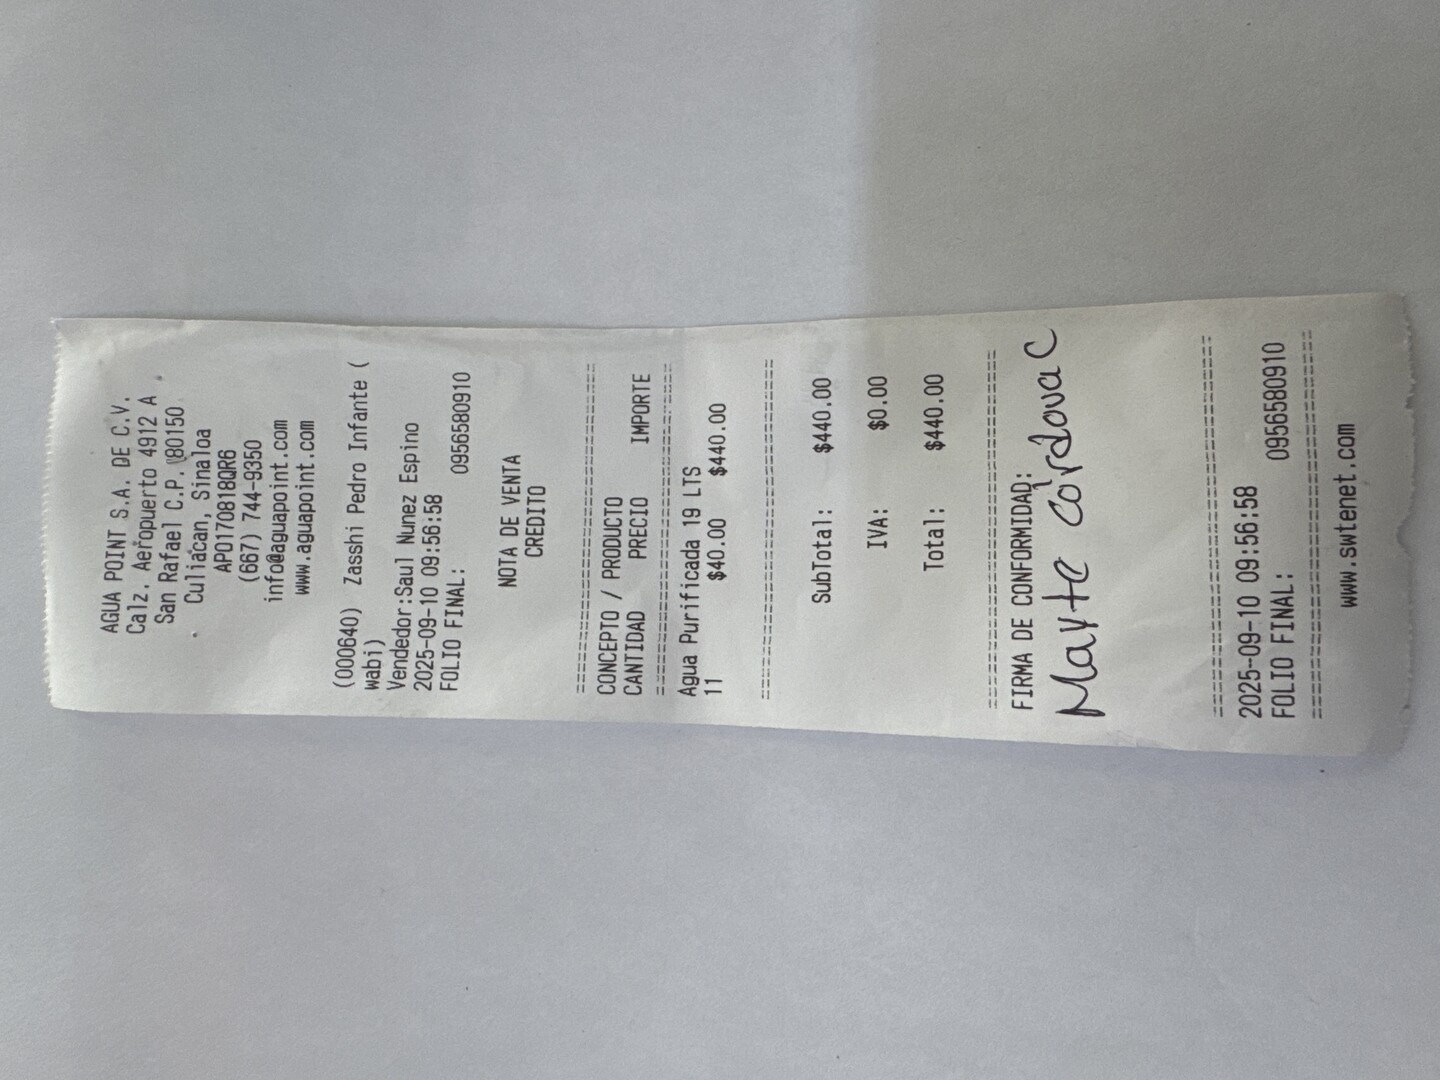 AGUA POINT S.A. DE C.V.
Calz. Aeropuerto 4912 A
San Rafael C.P. 80150
Culiacan, Sinaloa
APO170818QR6
(667) 744-9350
info@aguapoint.com
www.aguapoint.com
(000640) Zasshi Pedro Infante (
wabi)
Vendedor:Saul Nunez Espino
2025-09-10 09:56:58
FOLIO FINAL: 0956580910
NOTA DE VENTA
CREDITO
================================
CONCEPTO / PRODUCTO
CANTIDAD PRECIO IMPORTE
================================
Agua Purificada 19 LTS
11 $40.00 $440.00
================================
SubTotal: $440.00
IVA: $0.00
Total: $440.00
================================
FIRMA DE CONFORMIDAD:
Mayte Cordova C
================================
2025-09-10 09:56:58
FOLIO FINAL: 0956580910
================================
www.swtenet.com